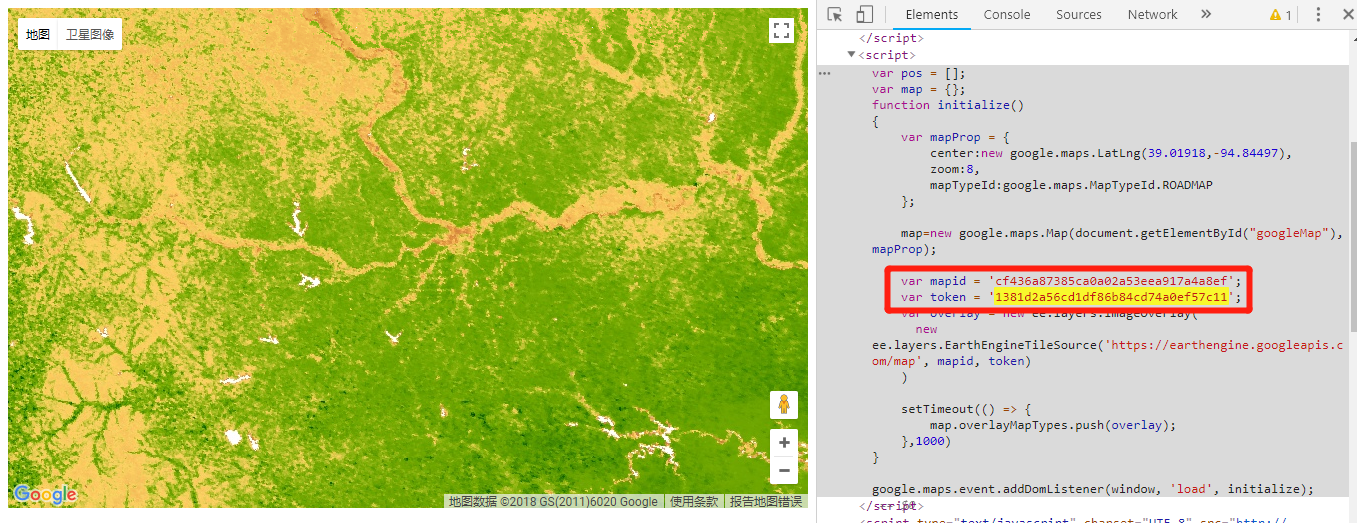 地图 卫星图像
Google
地图数据 ©2018 GS(2011)6020 Google 使用条款 报告地图错误
Elements Console Sources Network » 1
</script>
<script>
var pos = [];
var map = {};
function initialize()
{
var mapProp = {
center:new google.maps.LatLng(39.01918,-94.84497),
zoom:8,
mapTypeId:google.maps.MapTypeId.ROADMAP
};
map=new google.maps.Map(document.getElementById("googleMap"),
mapProp);
var mapid = 'cf436a87385ca0a02a53eea917a4a8ef';
var token = '1381d2a56cd1df86b84cd74a0ef57c11';
var overlay = new ee.layers.ImageOverlay(
new
ee.layers.EarthEngineTileSource('https://earthengine.googleapis.c
om/map', mapid, token)
)
setTimeout(() => {
map.overlayMapTypes.push(overlay);
},1000)
}
google.maps.event.addDomListener(window, 'load', initialize);
</script>
<script type="text/javascript" charset="UTF-8" src="http://